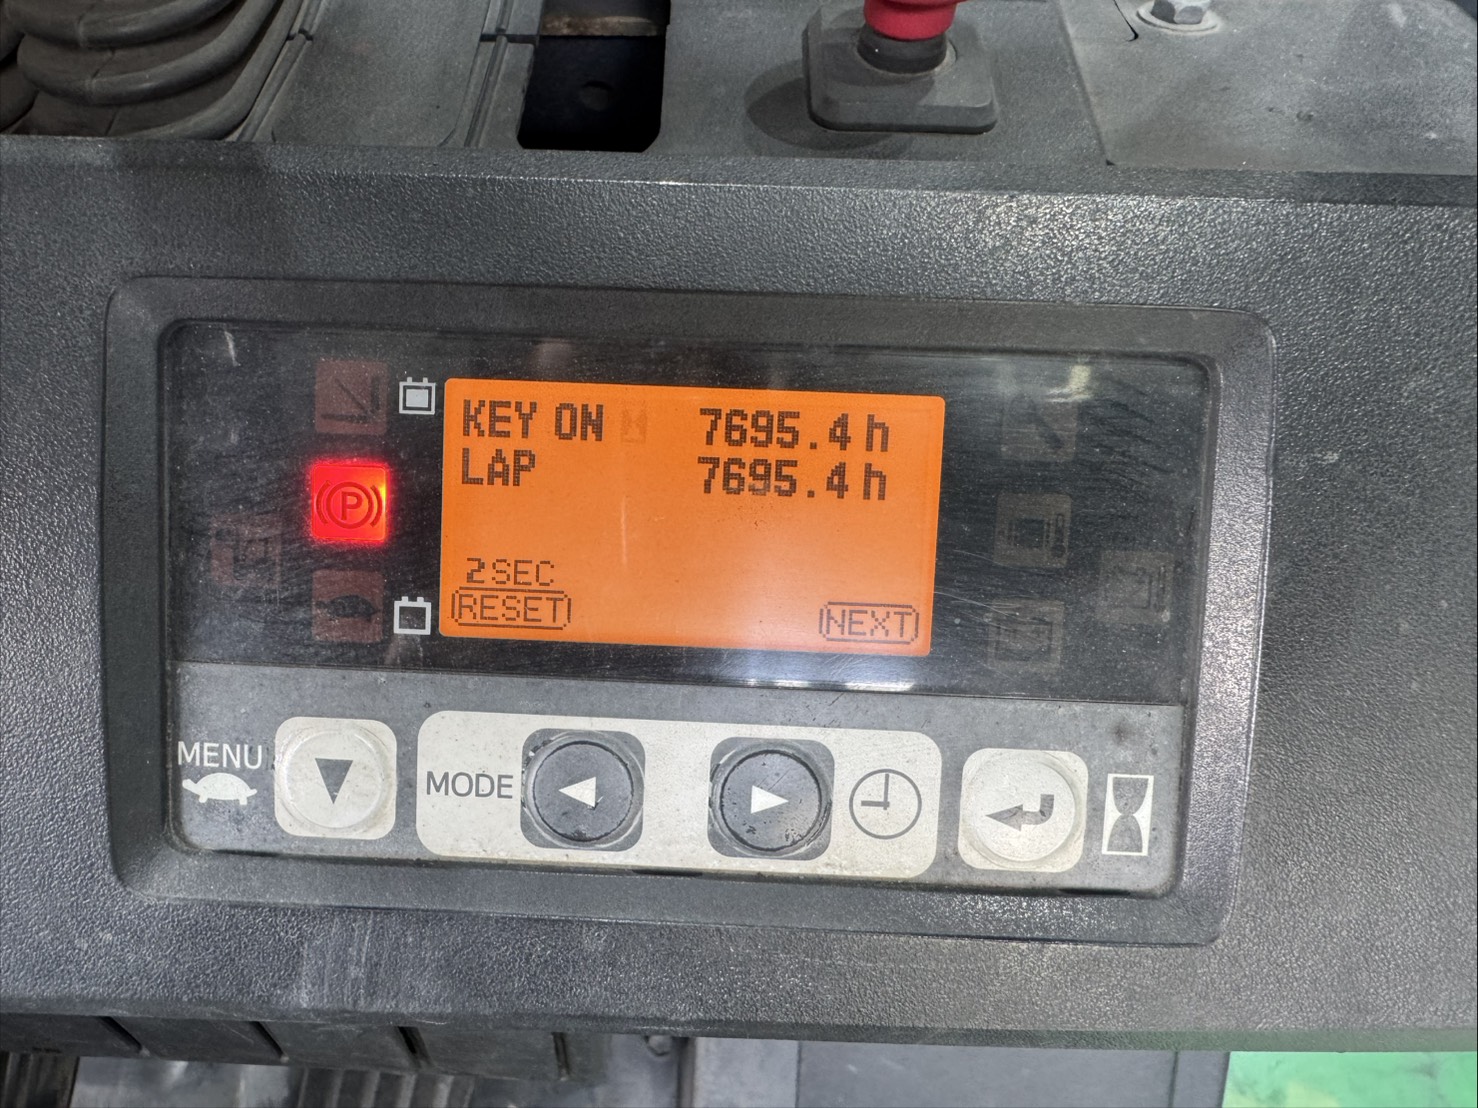 KEY ON 7695.4 h
LAP 7695.4 h
2SEC
RESET NEXT
P
MENU
MODE